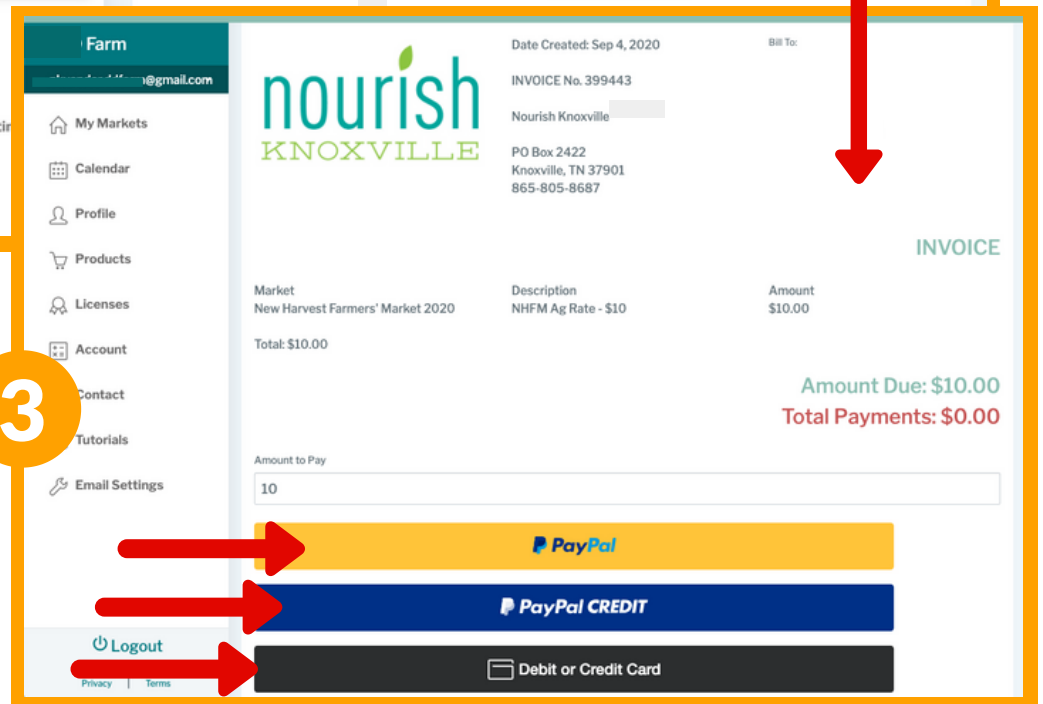 Farm
@gmail.com
My Markets
Calendar
Profile
Products
Licenses
Account
Contact
Tutorials
Email Settings
Logout
Privacy | Terms
3
nourish
KNOXVILLE
Date Created: Sep 4, 2020
INVOICE No. 399443
Nourish Knoxville
PO Box 2422
Knoxville, TN 37901
865-805-8687
Bill To:
INVOICE
Market Description Amount
New Harvest Farmers' Market 2020 NHFM Ag Rate - $10 $10.00
Total: $10.00
Amount Due: $10.00
Total Payments: $0.00
Amount to Pay
10
PayPal
PayPal CREDIT
Debit or Credit Card